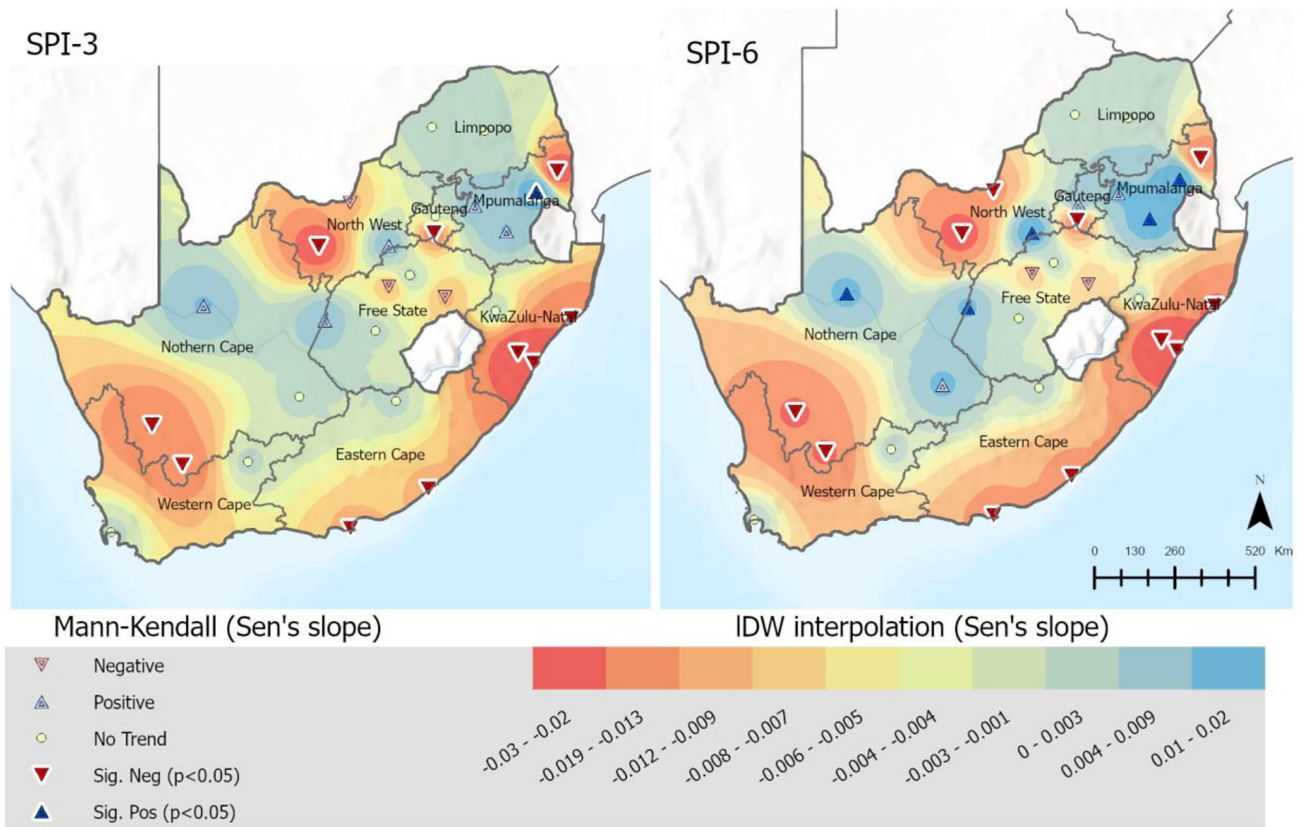 SPI-3
Limpopo
Mpumalanga
Gauteng
North West
Free State
KwaZulu-Natal
Nothern Cape
Eastern Cape
Western Cape
SPI-6
Limpopo
Mpumalanga
Gauteng
North West
Free State
KwaZulu-Natal
Nothern Cape
Eastern Cape
Western Cape
N
0 130 260 520 Km
Mann-Kendall (Sen's slope)
Negative
Positive
No Trend
Sig. Neg (p<0.05)
Sig. Pos (p<0.05)
IDW interpolation (Sen's slope)
-0.03 - -0.02
-0.019 - -0.013
-0.012 - -0.009
-0.008 - -0.007
-0.006 - -0.005
-0.004 - -0.004
-0.003 - -0.001
0 - 0.003
0.004 - 0.009
0.01 - 0.02